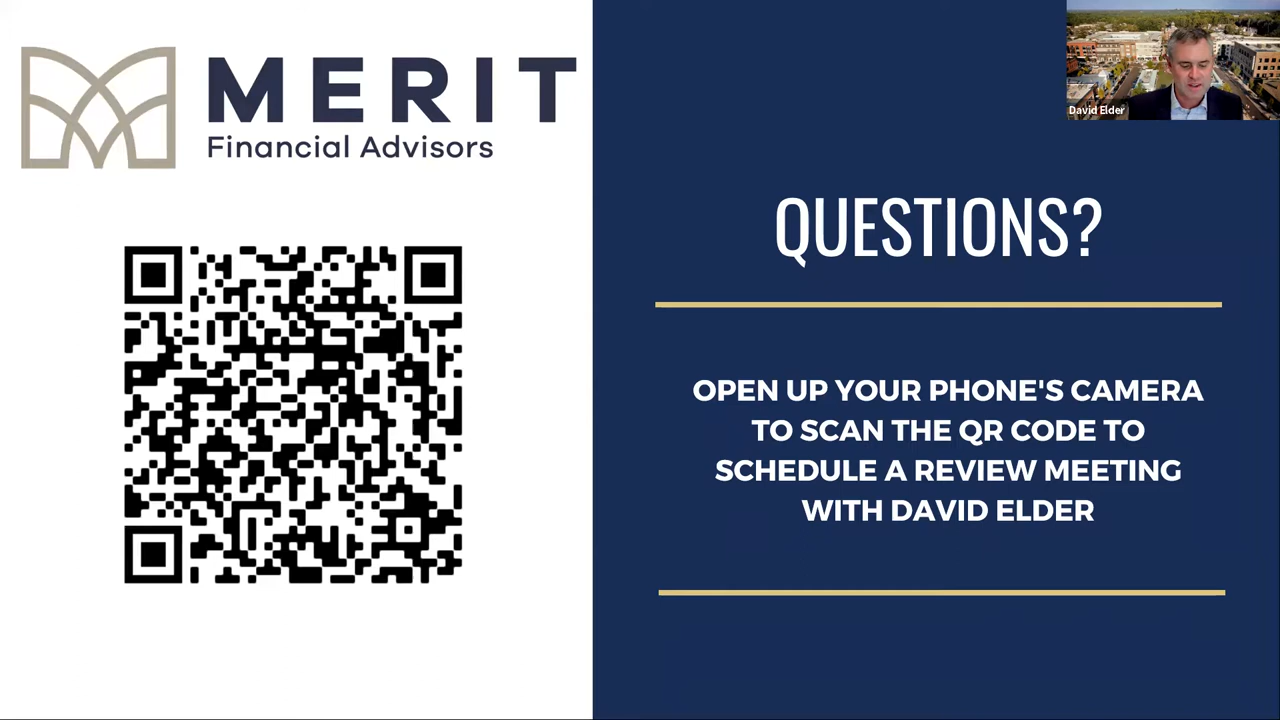 MERIT
Financial Advisors
David Elder
QUESTIONS?
OPEN UP YOUR PHONE'S CAMERA
TO SCAN THE QR CODE TO
SCHEDULE A REVIEW MEETING
WITH DAVID ELDER